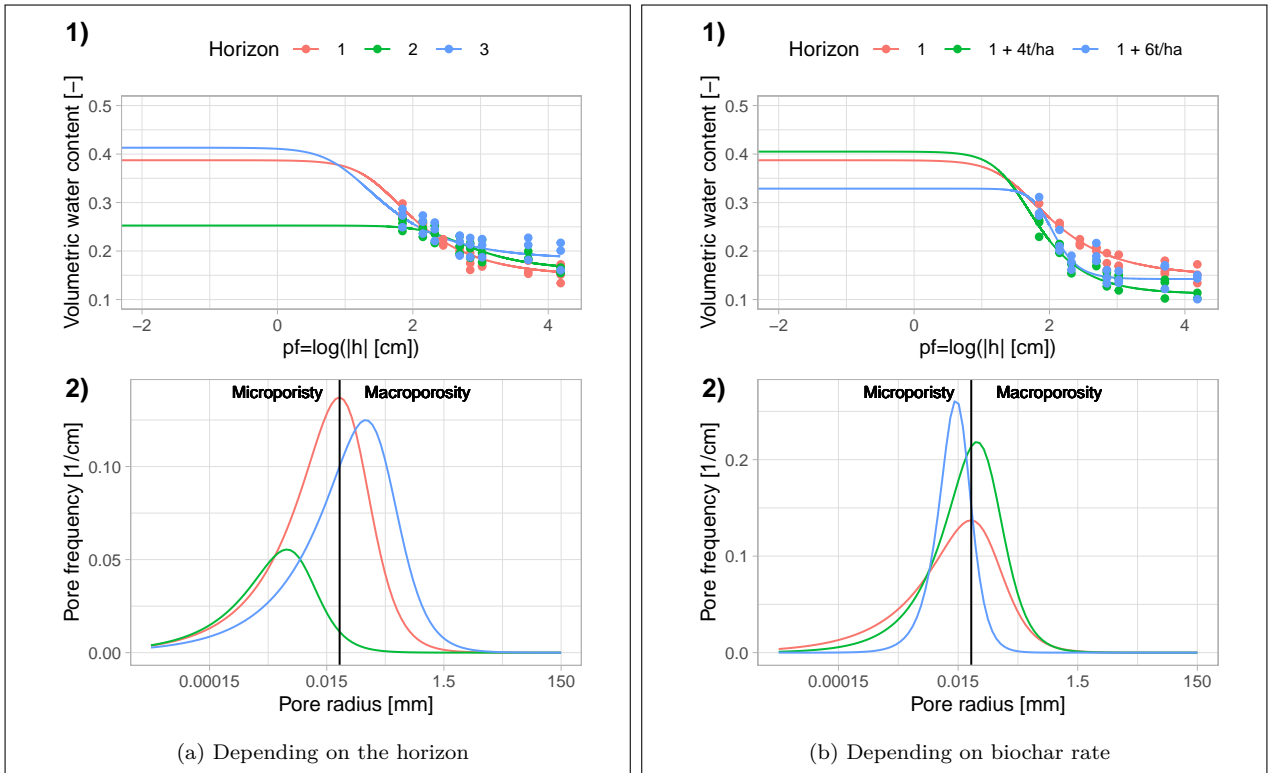 1)
Horizon 1 2 3
Volumetric water content [−]
0.5
0.4
0.3
0.2
0.1
−2 0 2 4
pf=log(|h| [cm])
2)
Microporisty Macroporosity
Pore frequency [1/cm]
0.10
0.05
0.00
0.00015 0.015 1.5 150
Pore radius [mm]
(a) Depending on the horizon
1)
Horizon 1 1 + 4t/ha 1 + 6t/ha
Volumetric water content [−]
0.5
0.4
0.3
0.2
0.1
−2 0 2 4
pf=log(|h| [cm])
2)
Microporisty Macroporosity
Pore frequency [1/cm]
0.2
0.1
0.0
0.00015 0.015 1.5 150
Pore radius [mm]
(b) Depending on biochar rate